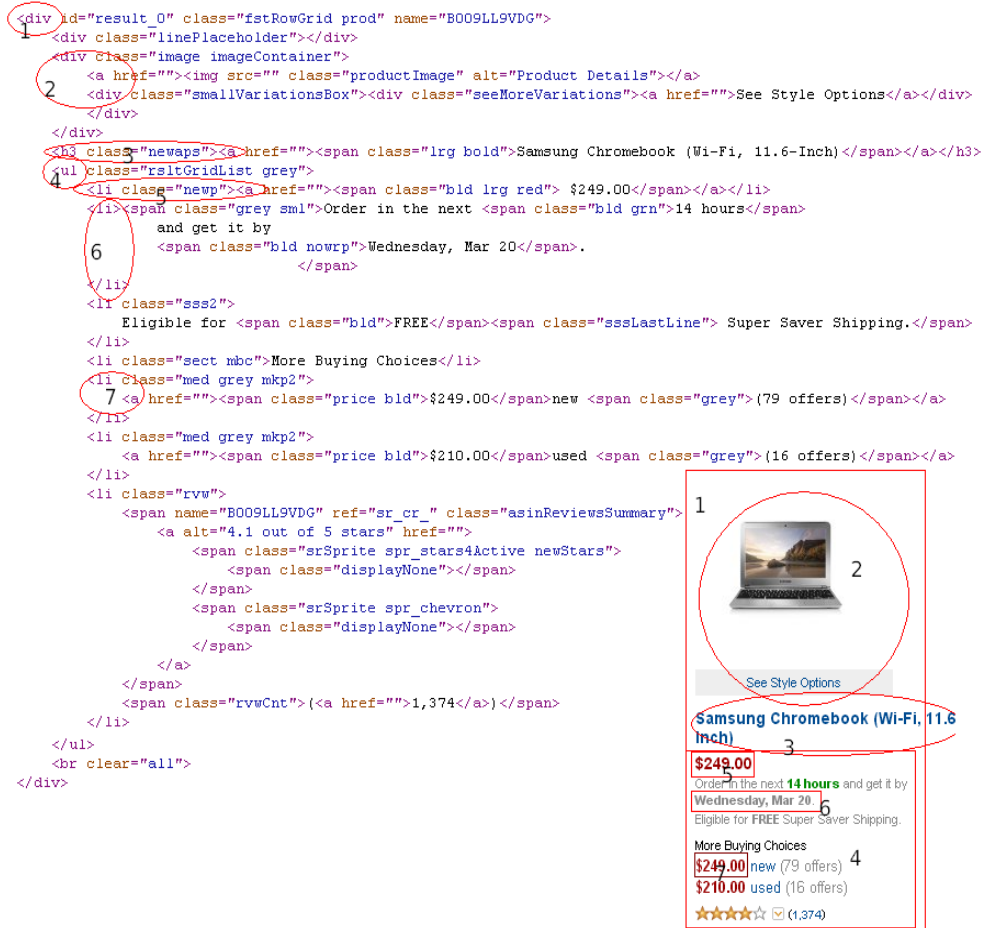 <div id="result_0" class="fstRowGrid prod" name="B009LL9VDG">
1
<div class="linePlaceholder"></div>
<div class="image imageContainer">
<a href=""><img src="" class="productImage" alt="Product Details"></a>
2
<div class="smallVariationsBox"><div class="seeMoreVariations"><a href="">See Style Options</a></div>
</div>
</div>
<h3 class="newaps"><a href=""><span class="lrg bold">Samsung Chromebook (Wi-Fi, 11.6-Inch)</span></a></h3>
3
<ul class="rsltGridList grey">
4
<li class="newp"><a href=""><span class="bld lrg red"> $249.00</span></a></li>
5
<li><span class="grey sml">Order in the next <span class="bld grn">14 hours</span>
and get it by
6
<span class="bld nowrp">Wednesday, Mar 20</span>.
</span>
</li>
<li class="sss2">
Eligible for <span class="bld">FREE</span><span class="sssLastLine"> Super Saver Shipping.</span>
</li>
<li class="sect mbc">More Buying Choices</li>
<li class="med grey mkp2">
7
<a href=""><span class="price bld">$249.00</span>new <span class="grey">(79 offers)</span></a>
</li>
<li class="med grey mkp2">
<a href=""><span class="price bld">$210.00</span>used <span class="grey">(16 offers)</span></a>
</li>
<li class="rvw">
<span name="B009LL9VDG" ref="sr_cr_" class="asinReviewsSummary">
<a alt="4.1 out of 5 stars" href="">
<span class="srSprite spr_stars4Active newStars">
<span class="displayNone"></span>
</span>
<span class="srSprite spr_chevron">
<span class="displayNone"></span>
</span>
</a>
</span>
<span class="rvwCnt">(<a href="">1,374</a>)</span>
</li>
</ul>
<br clear="all">
</div>
1
2
See Style Options
Samsung Chromebook (Wi-Fi, 11.6
Inch)
3
$249.00
5
Order in the next 14 hours and get it by
Wednesday, Mar 20.
6
Eligible for FREE Super Saver Shipping.
More Buying Choices
4
$249.00 new (79 offers)
7
$210.00 used (16 offers)
(1,374)